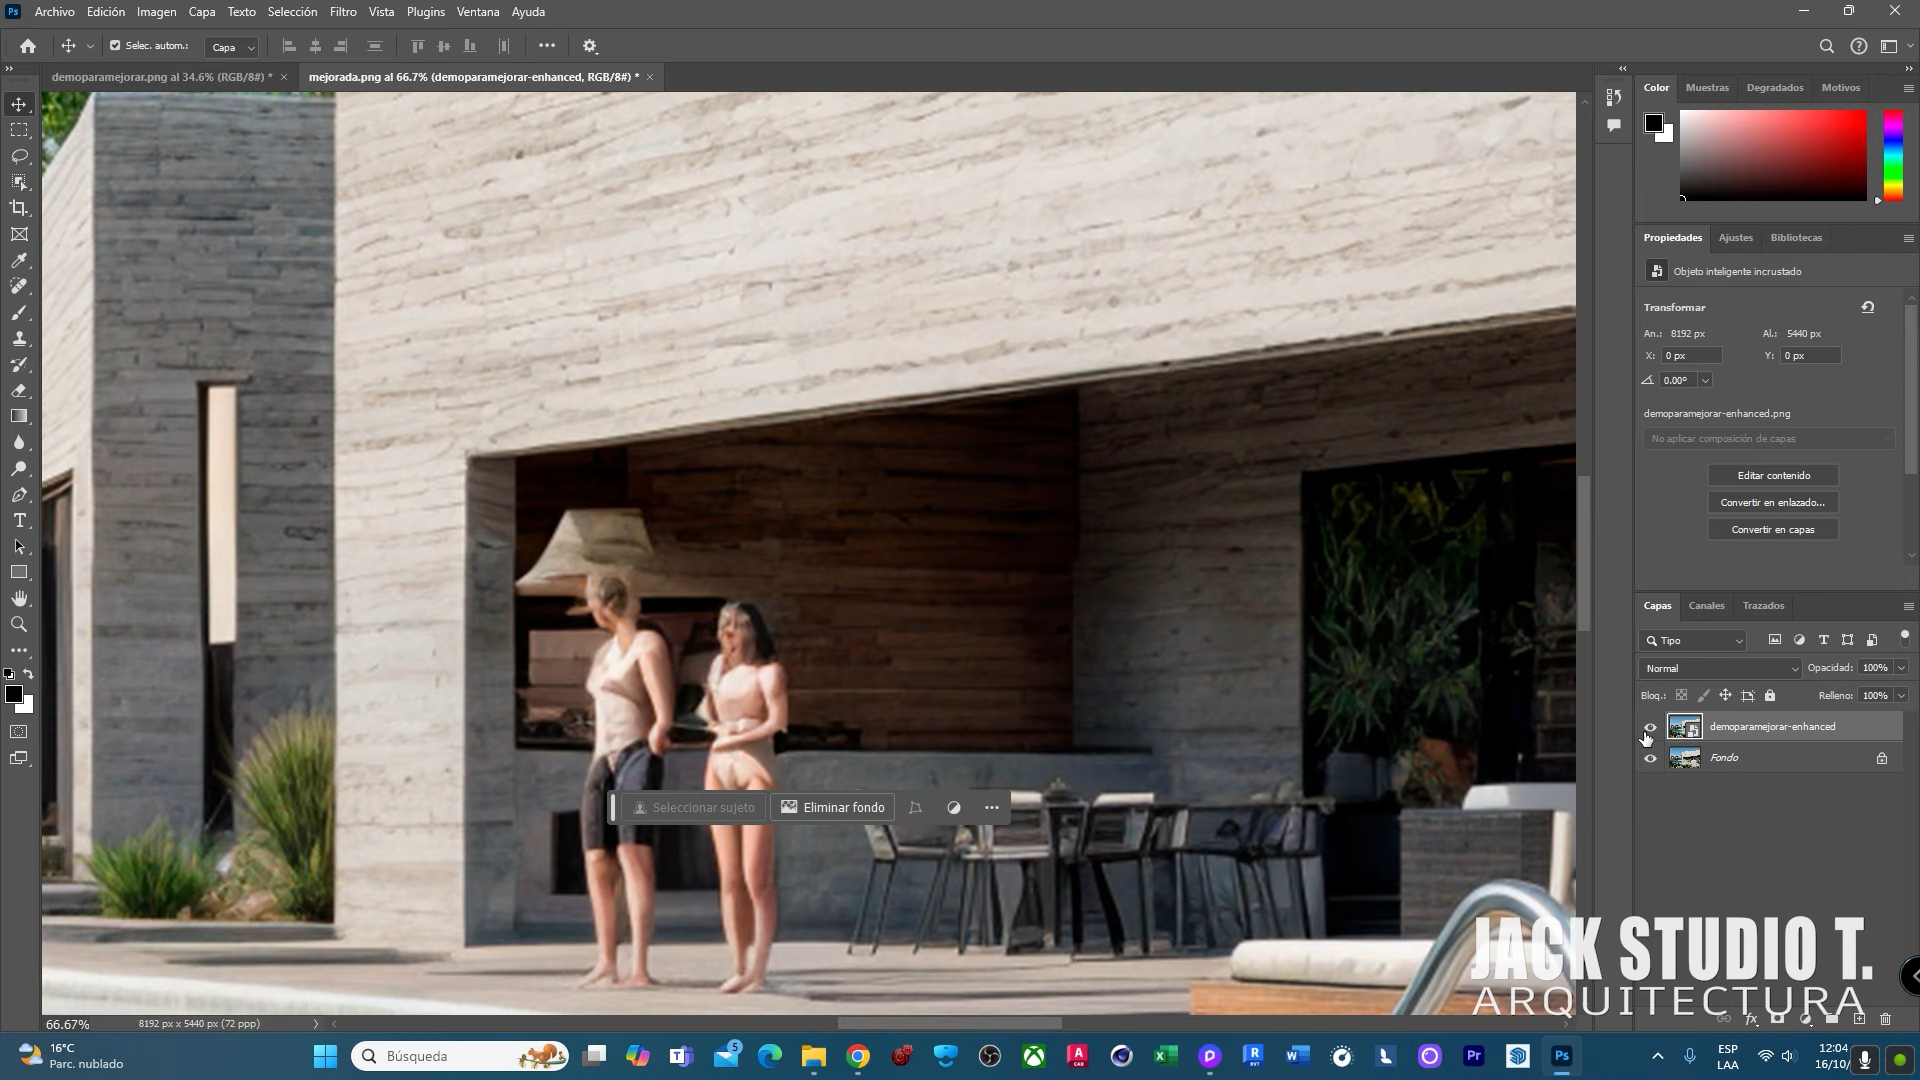 Ps Archivo Edición Imagen Capa Texto Selección Filtro Vista Plugins Ventana Ayuda
Selec. autom.: Capa
demoparamejorar.png al 34.6% (RGB/8#) * mejorada.png al 66.7% (demoparamejorar-enhanced, RGB/8#) *
Color Muestras Degradados Motivos
Propiedades Ajustes Bibliotecas
Objeto inteligente incrustado
Transformar
An.: 8192 px Al.: 5440 px
X: 0 px Y: 0 px
0.00°
demoparamejorar-enhanced.png
No aplicar composición de capas
Editar contenido
Convertir en enlazado...
Convertir en capas
Capas Canales Trazados
Tipo
Normal Opacidad: 100%
Bloq.: Relleno: 100%
demoparamejorar-enhanced
Fondo
Seleccionar sujeto Eliminar fondo
JACK STUDIO T.
ARQUITECTURA
66.67% 8192 px x 5440 px (72 ppp)
16°C
Parc. nublado
Búsqueda
5
ESP
LAA
12:04
16/10/